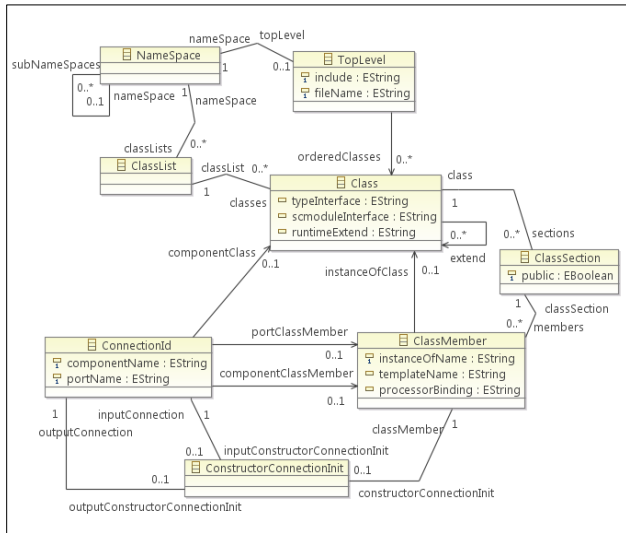 nameSpace topLevel
NameSpace
TopLevel
subNameSpaces
1
0..1
include : EString
fileName : EString
0..*
0..1
nameSpace
1
nameSpace
0..*
classLists
ClassList
classList 0..*
1
classes
orderedClasses 0..*
Class
typeInterface : EString
scmoduleInterface : EString
runtimeExtend : EString
class
1
0..*
extend
0..*
sections
ClassSection
public : EBoolean
componentClass
0..1
instanceOfClass
0..1
1
classSection
0..*
members
ConnectionId
componentName : EString
portName : EString
portClassMember
0..1
componentClassMember
0..1
ClassMember
instanceOfName : EString
templateName : EString
processorBinding : EString
1
outputConnection
inputConnection
1
classMember
1
0..1
inputConstructorConnectionInit
0..1
ConstructorConnectionInit
0..1
constructorConnectionInit
outputConstructorConnectionInit